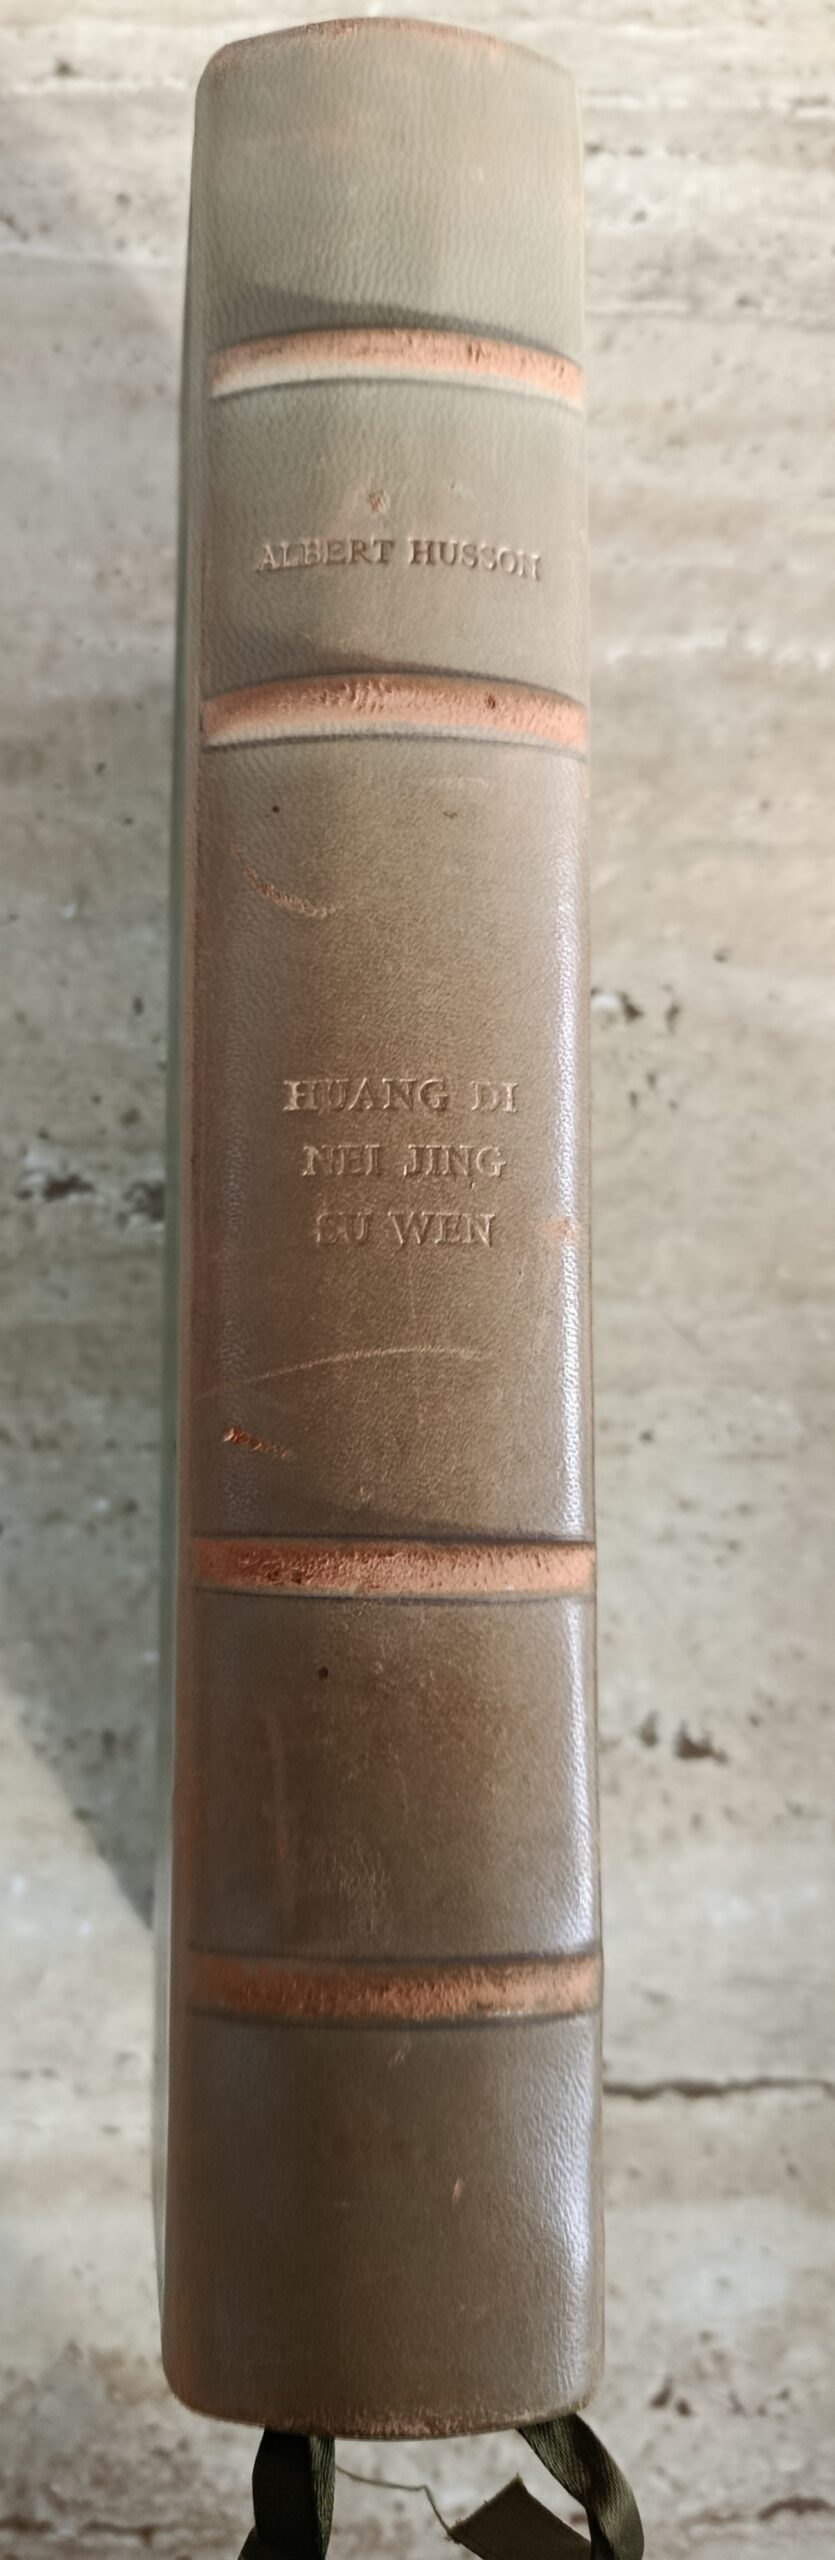 ALBERT HUSSON
HUANG DI
NEI JING
SU WEN